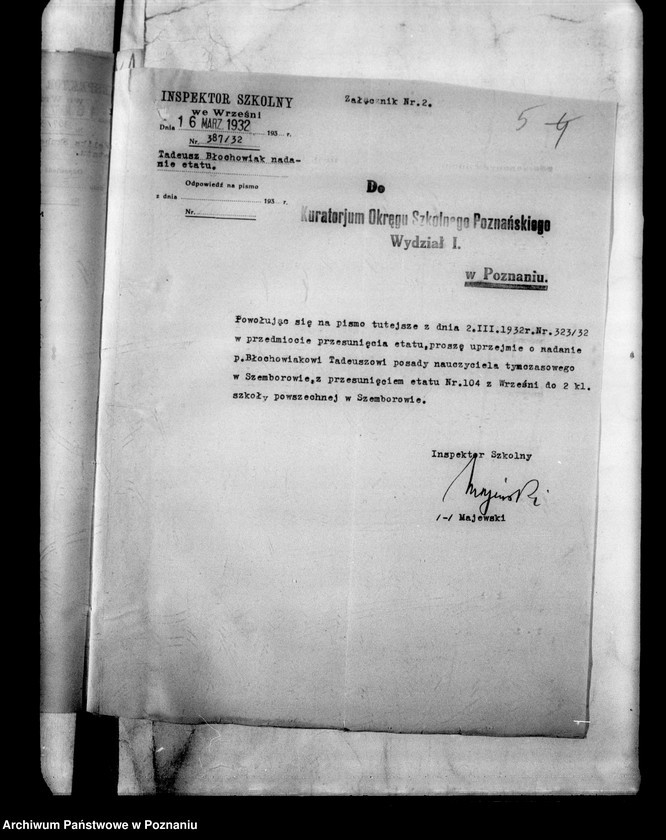 INSPEKTOR SZKOLNY
we Wrześni
Dnia 16 MARZ. 1932 193 r.
Nr. 387/32
Tadeusz Błochowiak nada-
nie etatu.
Odpowiedź na pismo
z dnia 193 r.
Nr.
Załącznik Nr.2.
5 4
Do
Kuratorjum Okręgu Szkolnego Poznańskiego
Wydział I.
w Poznaniu.
Powołując się na pismo tutejsze z dnia 2.III.1932r.Nr.323/32
w przedmiocie przesunięcia etatu,proszę uprzejmie o nadanie
p.Błochowiakowi Tadeuszowi posady nauczyciela tymczasowego
w Szemborowie,z przesunięciem etatu Nr.104 z Wrześni do 2 kl.
szkoły powszechnej w Szemborowie.
Inspektor Szkolny
Majewski
/-/ Majewski
Archiwum Państwowe w Poznaniu